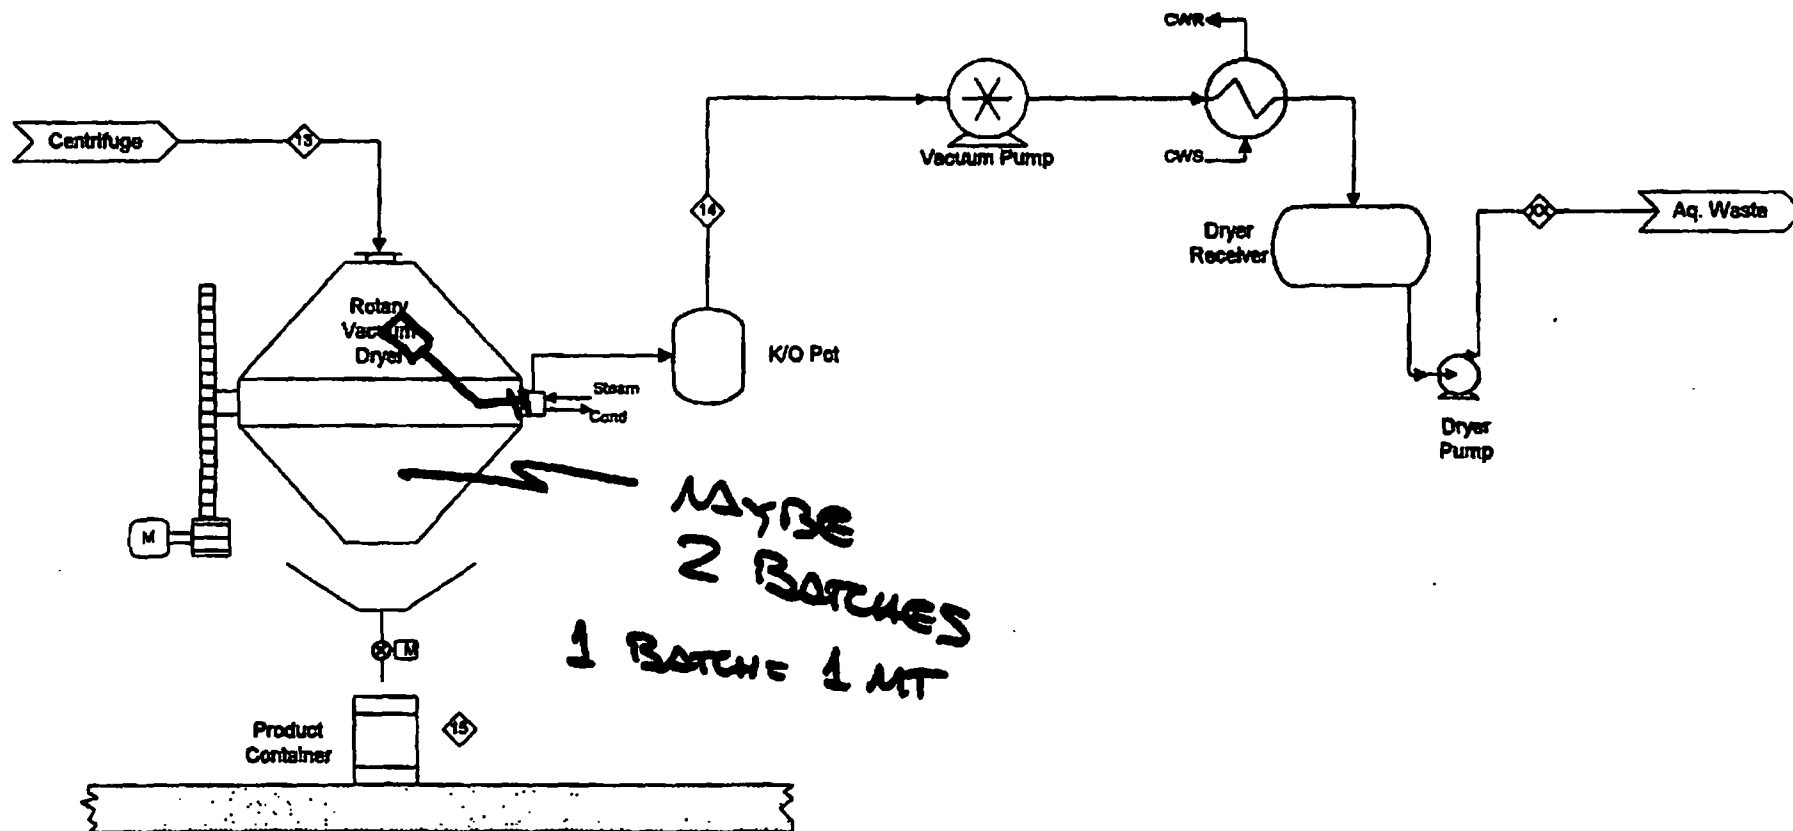 CWR
Centrifuge
13
Vacuum Pump
CWS
14
Aq. Waste
Dryer
Receiver
Rotary
Vacuum
Dryer
K/O Pot
Steam
Cond
Dryer
Pump
MAYBE
2 BATCHES
1 BATCH = 1 MT
M
M
Product
Container
15